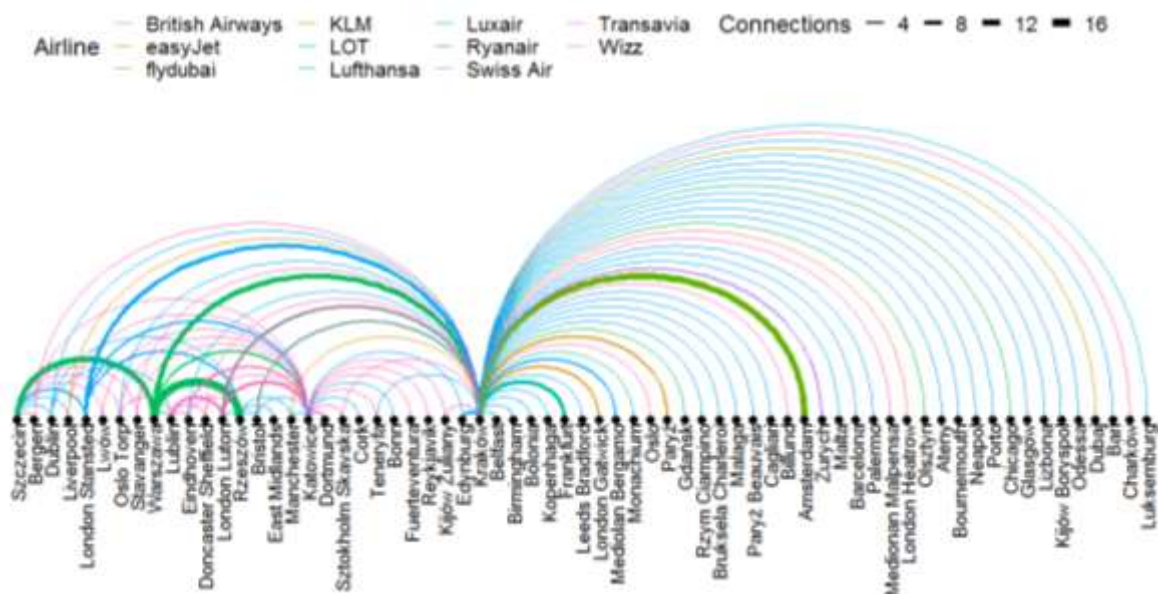 British Airways KLM Luxair Transavia Connections 4 8 12 16
Airline easyJet LOT Ryanair Wizz
flydubai Lufthansa Swiss Air
Szczecin
Bergen
Dublin
Liverpool
London Stansted
Lwów
Oslo Torp
Stavanger
Warszawa
Lublin
Eindhoven
Doncaster Sheffield
London Luton
Rzeszów
Bristol
East Midlands
Manchester
Katowice
Dortmund
Sztokholm Skavska
Cork
Teneryfa
Bonn
Fuerteventura
Reykjavik
Kijów Żuliany
Edynburg
Kraków
Belfast
Birmingham
Bolonia
Kopenhaga
Frankfurt
Leeds Bradford
London Gatwick
Mediolan Bergamo
Monachium
Oslo
Paryż
Gdańsk
Rzym Ciampino
Bruksela Charleroi
Malaga
Paryż Beauvais
Cagliari
Billund
Amsterdam
Zurych
Malta
Barcelona
Palermo
Medionan Malpensa
London Heatrow
Olsztyn
Ateny
Bournemouth
Neapol
Porto
Chicago
Glasgow
Lizbona
Kijów Boryspol
Odessa
Dubaj
Bari
Charków
Luksemburg